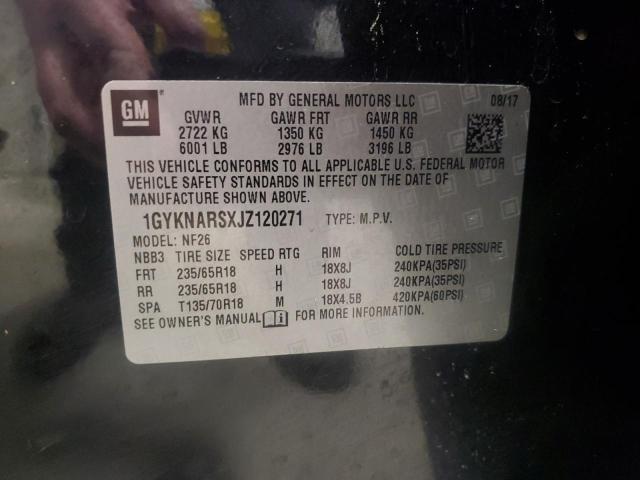 GM
MFD BY GENERAL MOTORS LLC 08/17
GVWR GAWR FRT GAWR RR
2722 KG 1350 KG 1450 KG
6001 LB 2976 LB 3196 LB
THIS VEHICLE CONFORMS TO ALL APPLICABLE U.S. FEDERAL MOTOR
VEHICLE SAFETY STANDARDS IN EFFECT ON THE DATE OF
MANUFACTURE SHOWN ABOVE.
1GYKNARSXJZ120271 TYPE: M.P.V.
MODEL: NF26
NBB3 TIRE SIZE SPEED RTG RIM COLD TIRE PRESSURE
FRT 235/65R18 H 18X8J 240KPA(35PSI)
RR 235/65R18 H 18X8J 240KPA(35PSI)
SPA T135/70R18 M 18X4.5B 420KPA(60PSI)
SEE OWNER'S MANUAL FOR MORE INFORMATION.